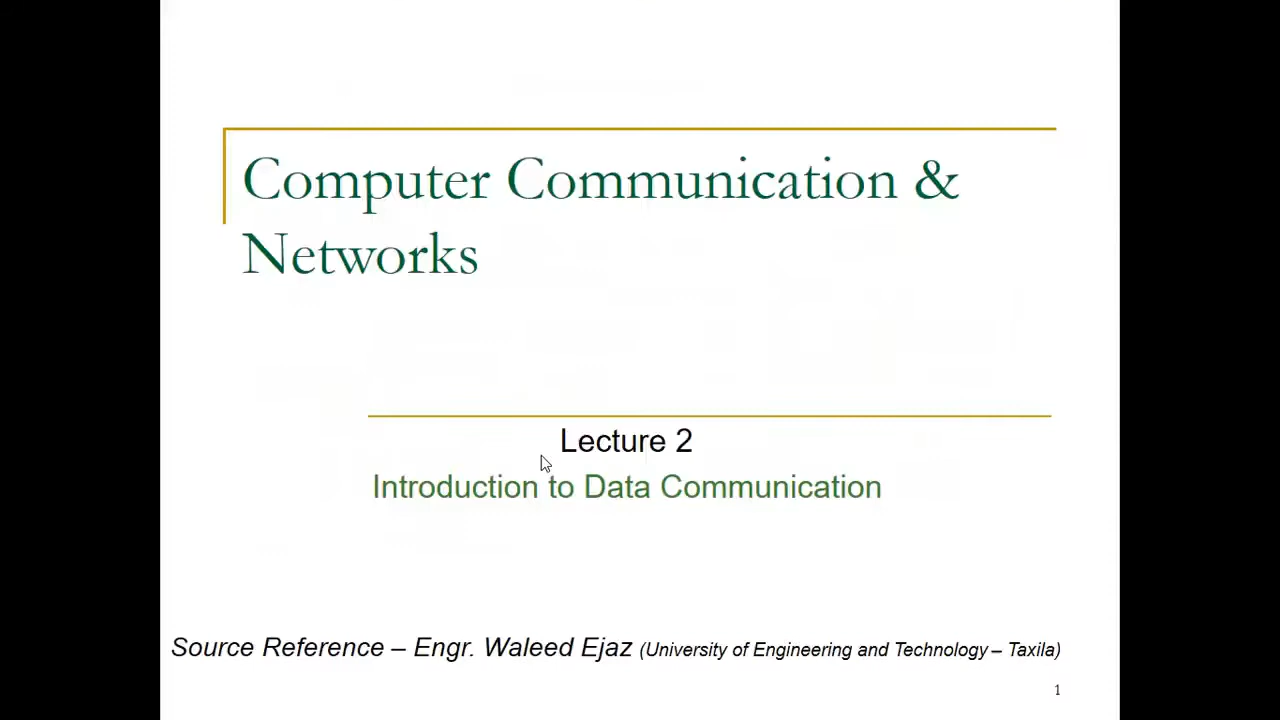 Computer Communication &
Networks
Lecture 2
Introduction to Data Communication
Source Reference – Engr. Waleed Ejaz (University of Engineering and Technology – Taxila)
1